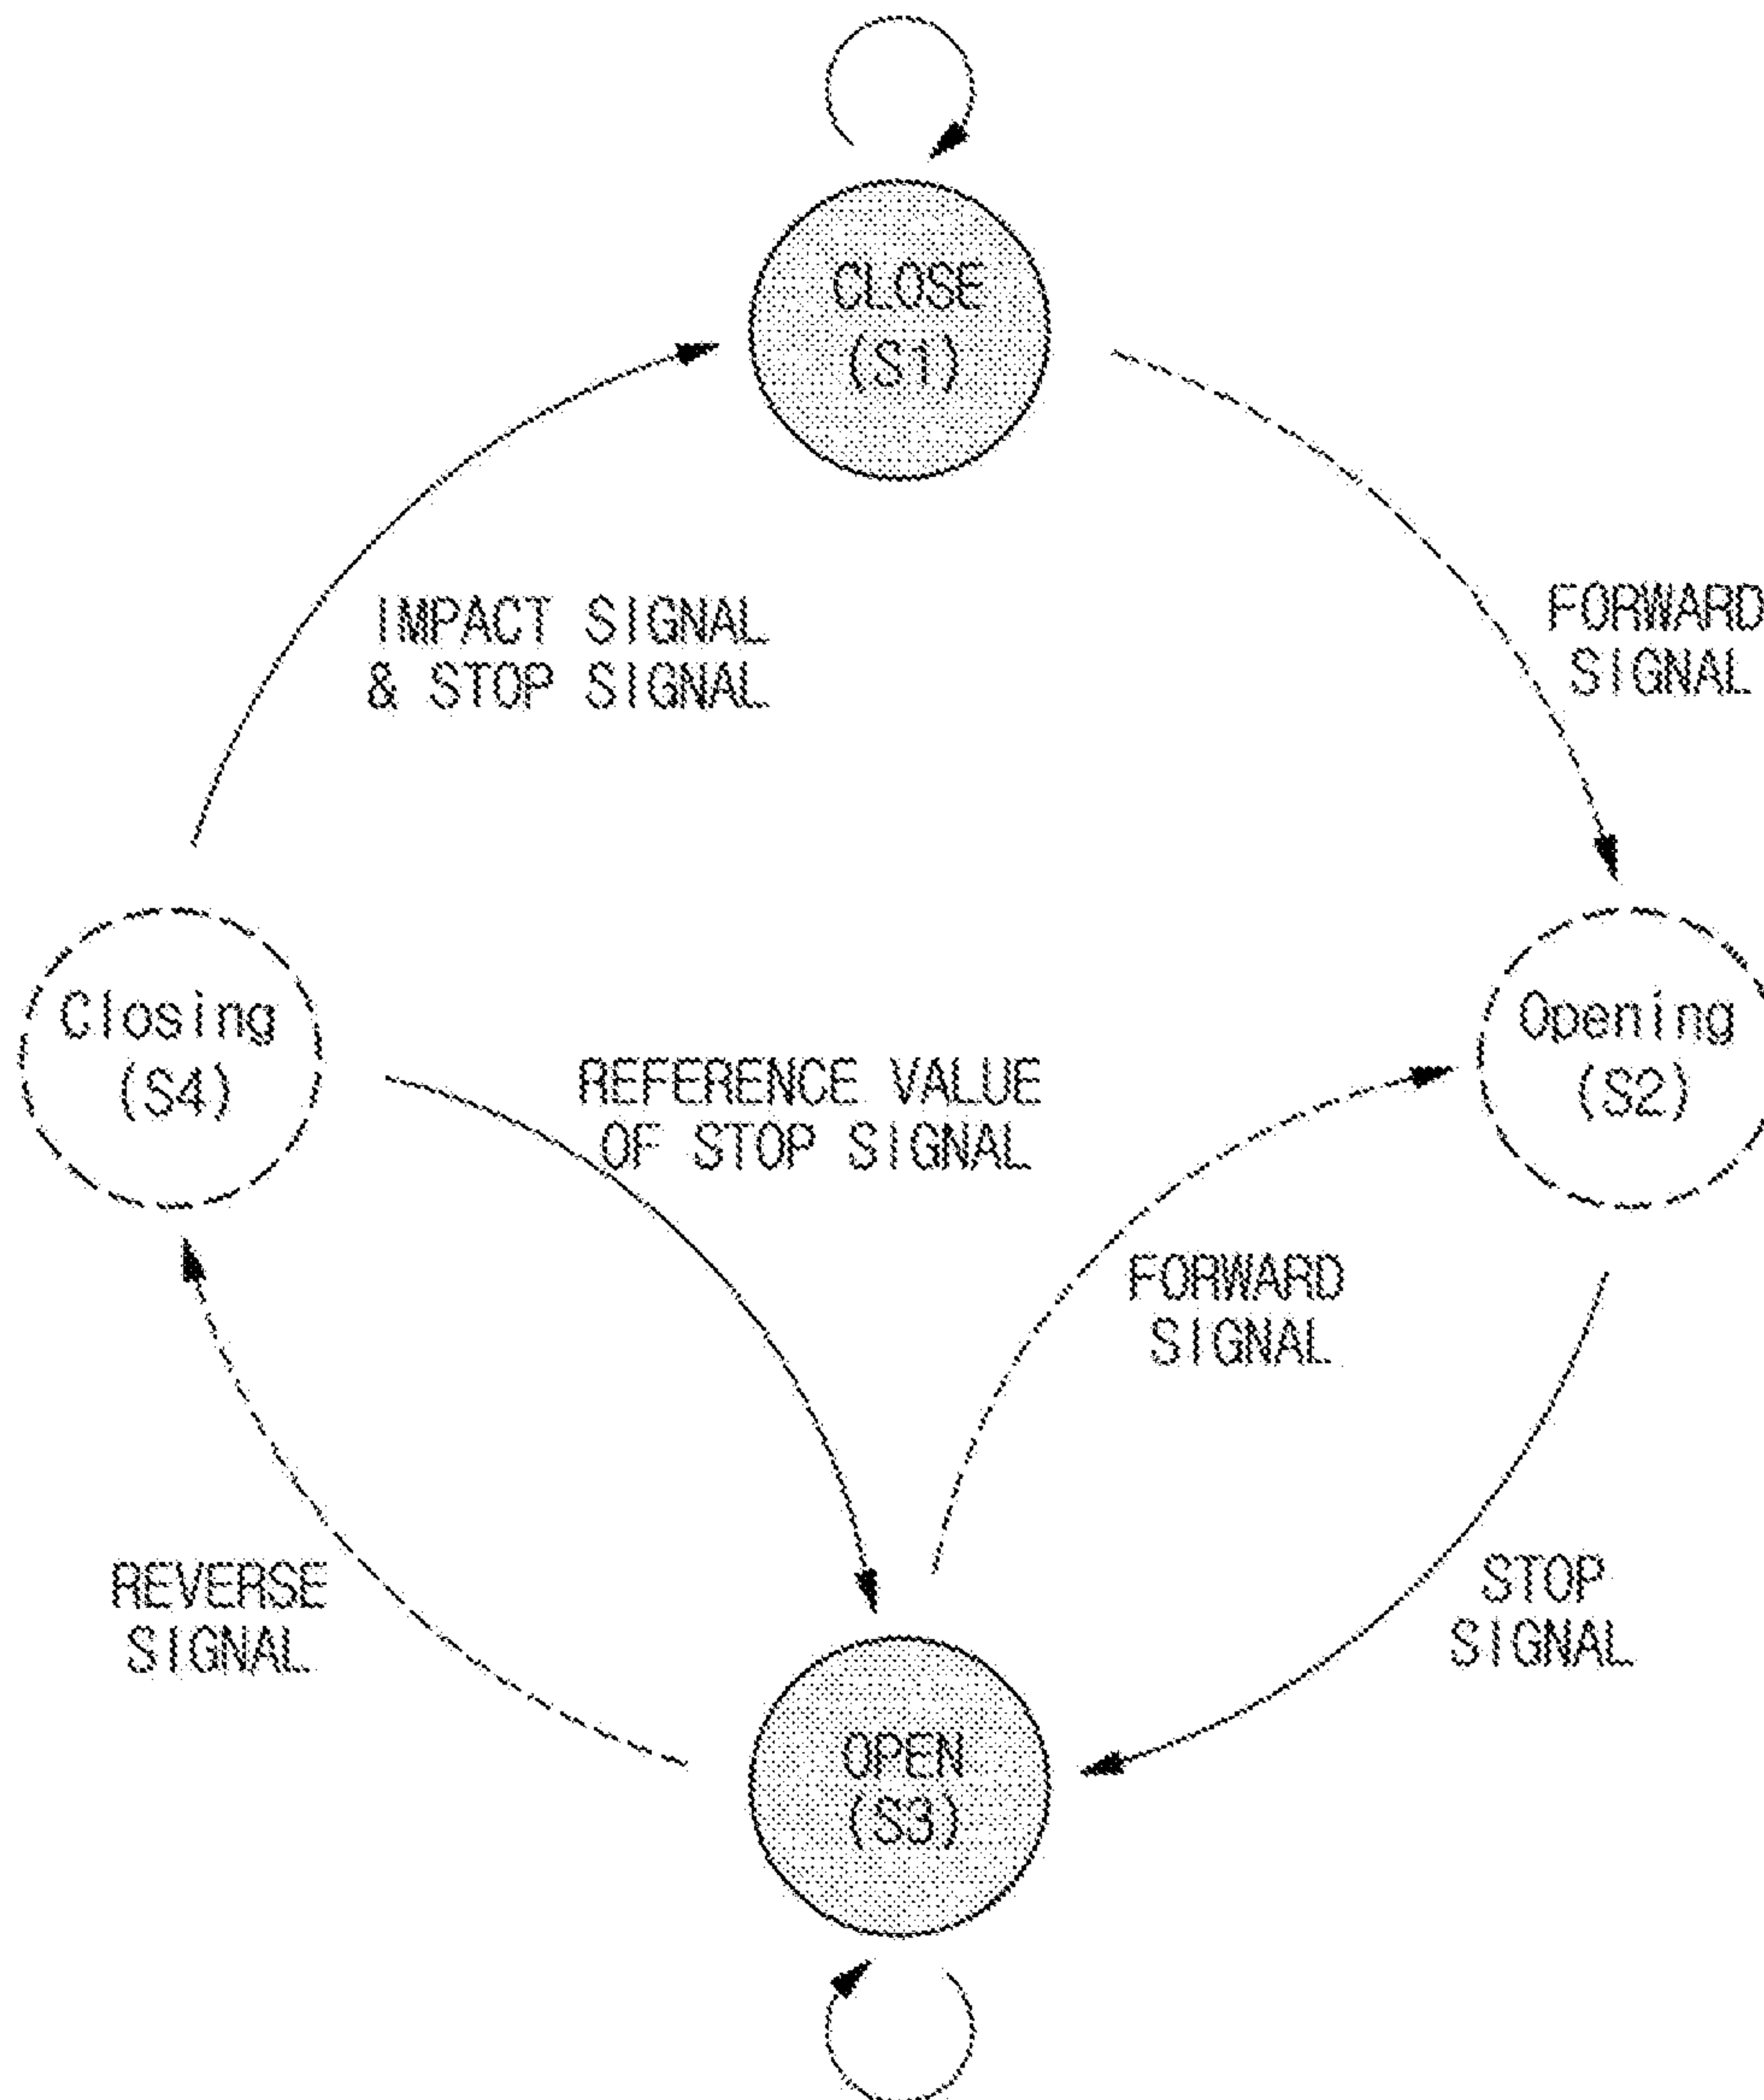 CLOSE
(S1)
IMPACT SIGNAL
& STOP SIGNAL
FORWARD
SIGNAL
Closing
(S4)
REFERENCE VALUE
OF STOP SIGNAL
Opening
(S2)
FORWARD
SIGNAL
REVERSE
SIGNAL
STOP
SIGNAL
OPEN
(S3)